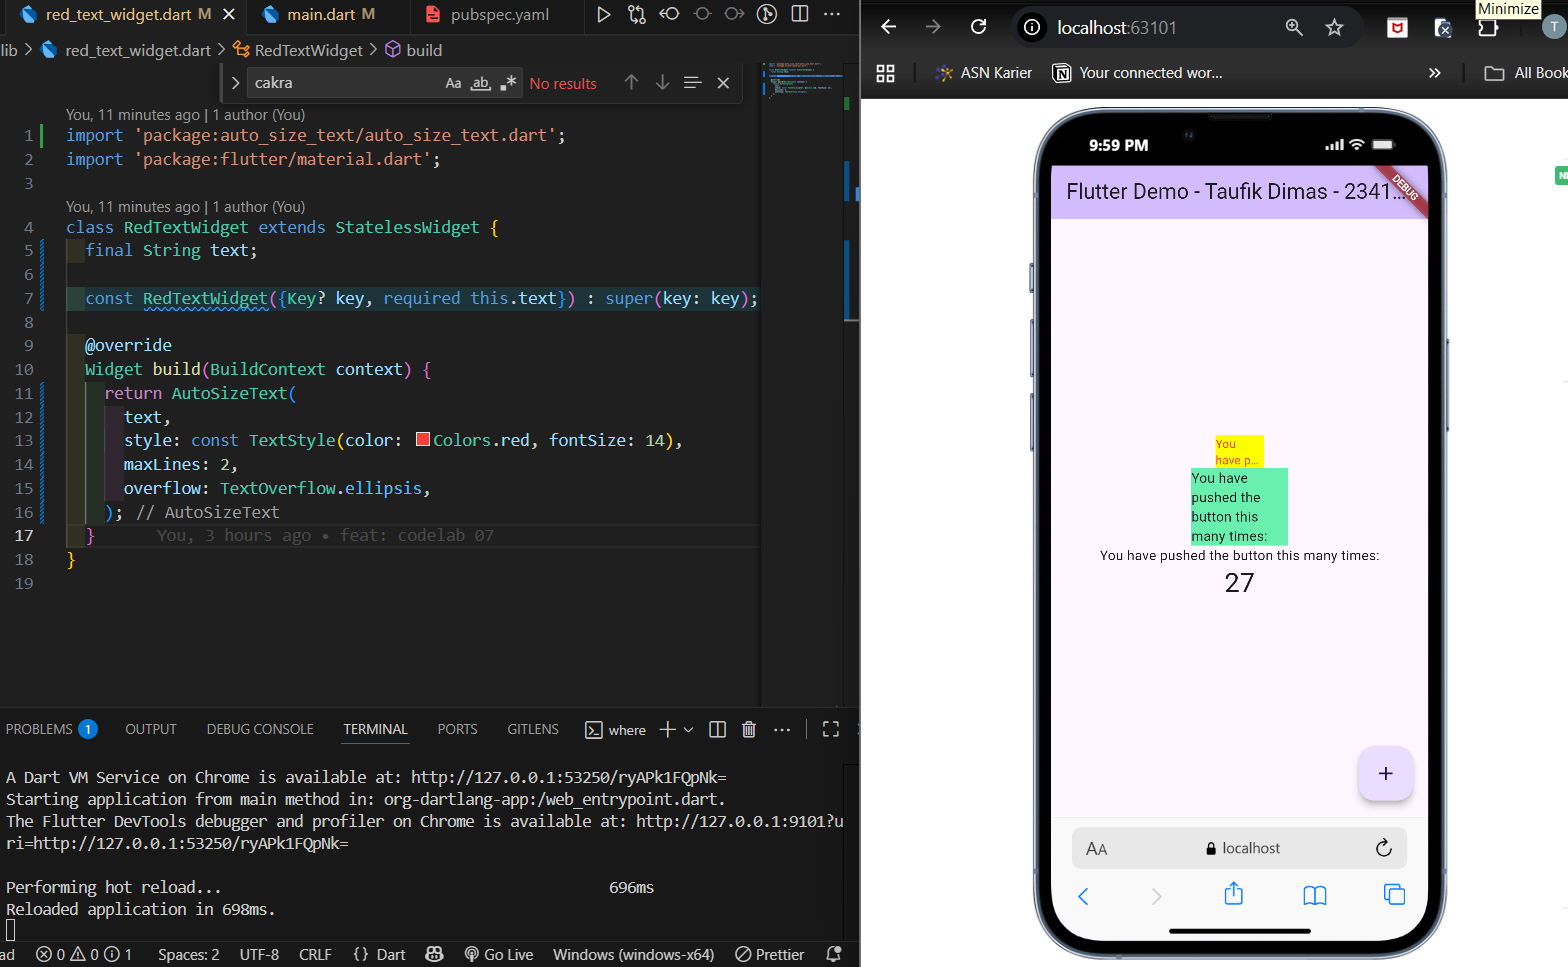 red_text_widget.dart M
main.dart M
pubspec.yaml
lib > red_text_widget.dart > RedTextWidget > build
cakra
Aa ab .*
No results
You, 11 minutes ago | 1 author (You)
1 import 'package:auto_size_text/auto_size_text.dart';
2 import 'package:flutter/material.dart';
3
You, 11 minutes ago | 1 author (You)
4 class RedTextWidget extends StatelessWidget {
5 final String text;
6
7 const RedTextWidget({Key? key, required this.text}) : super(key: key);
8
9 @override
10 Widget build(BuildContext context) {
11 return AutoSizeText(
12 text,
13 style: const TextStyle(color: Colors.red, fontSize: 14),
14 maxLines: 2,
15 overflow: TextOverflow.ellipsis,
16 ); // AutoSizeText
17 } You, 3 hours ago • feat: codelab 07
18 }
19
PROBLEMS 1 OUTPUT DEBUG CONSOLE TERMINAL PORTS GITLENS where
A Dart VM Service on Chrome is available at: http://127.0.0.1:53250/ryAPk1FQpNk=
Starting application from main method in: org-dartlang-app:/web_entrypoint.dart.
The Flutter DevTools debugger and profiler on Chrome is available at: http://127.0.0.1:9101?u
ri=http://127.0.0.1:53250/ryAPk1FQpNk=
Performing hot reload... 696ms
Reloaded application in 698ms.
ad 0 0 1 Spaces: 2 UTF-8 CRLF {} Dart Go Live Windows (windows-x64) Prettier
Minimize
localhost:63101
T
ASN Karier
Your connected wor...
» All Book
9:59 PM
Flutter Demo - Taufik Dimas - 2341...
DEBUG
NE
You
have p...
You have
pushed the
button this
many times:
You have pushed the button this many times:
27
+
AA localhost